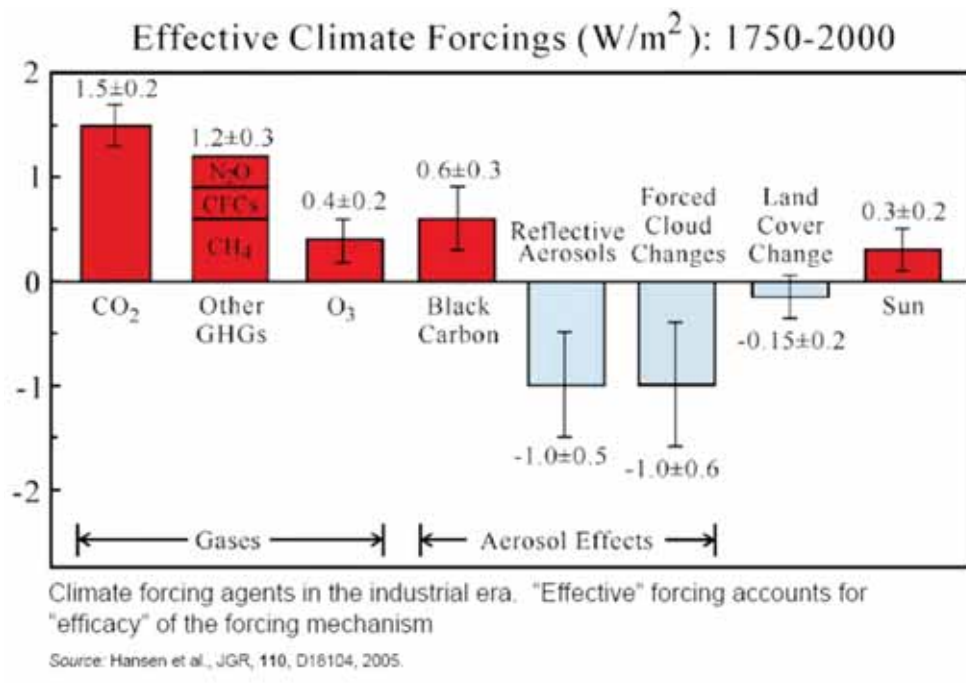 Effective Climate Forcings (W/m²): 1750-2000
2
1
0
-1
-2
1.5±0.2
CO₂
1.2±0.3
N₂O
CFCs
CH₄
Other
GHGs
0.4±0.2
O₃
0.6±0.3
Black
Carbon
Reflective
Aerosols
-1.0±0.5
Forced
Cloud
Changes
-1.0±0.6
Land
Cover
Change
-0.15±0.2
0.3±0.2
Sun
Gases
Aerosol Effects
Climate forcing agents in the industrial era. "Effective" forcing accounts for
"efficacy" of the forcing mechanism
Source: Hansen et al., JGR, 110, D18104, 2005.